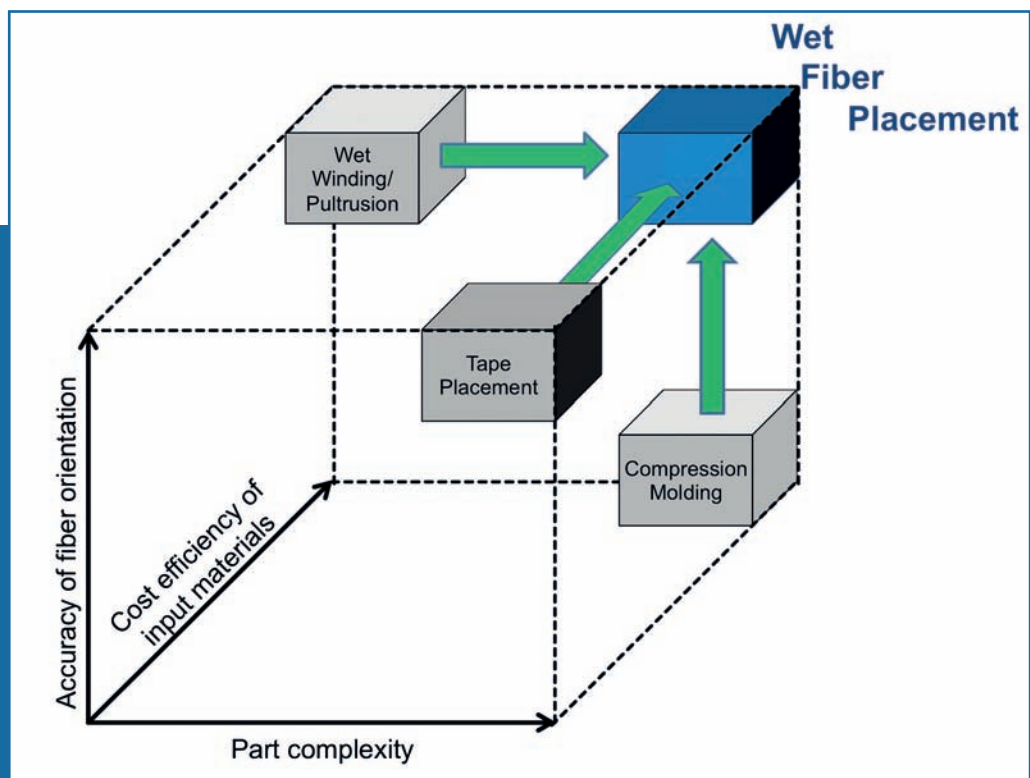 Wet
Fiber
Placement
Wet
Winding/
Pultrusion
Tape
Placement
Compression
Molding
Accuracy of fiber orientation
Cost efficiency of
input materials
Part complexity